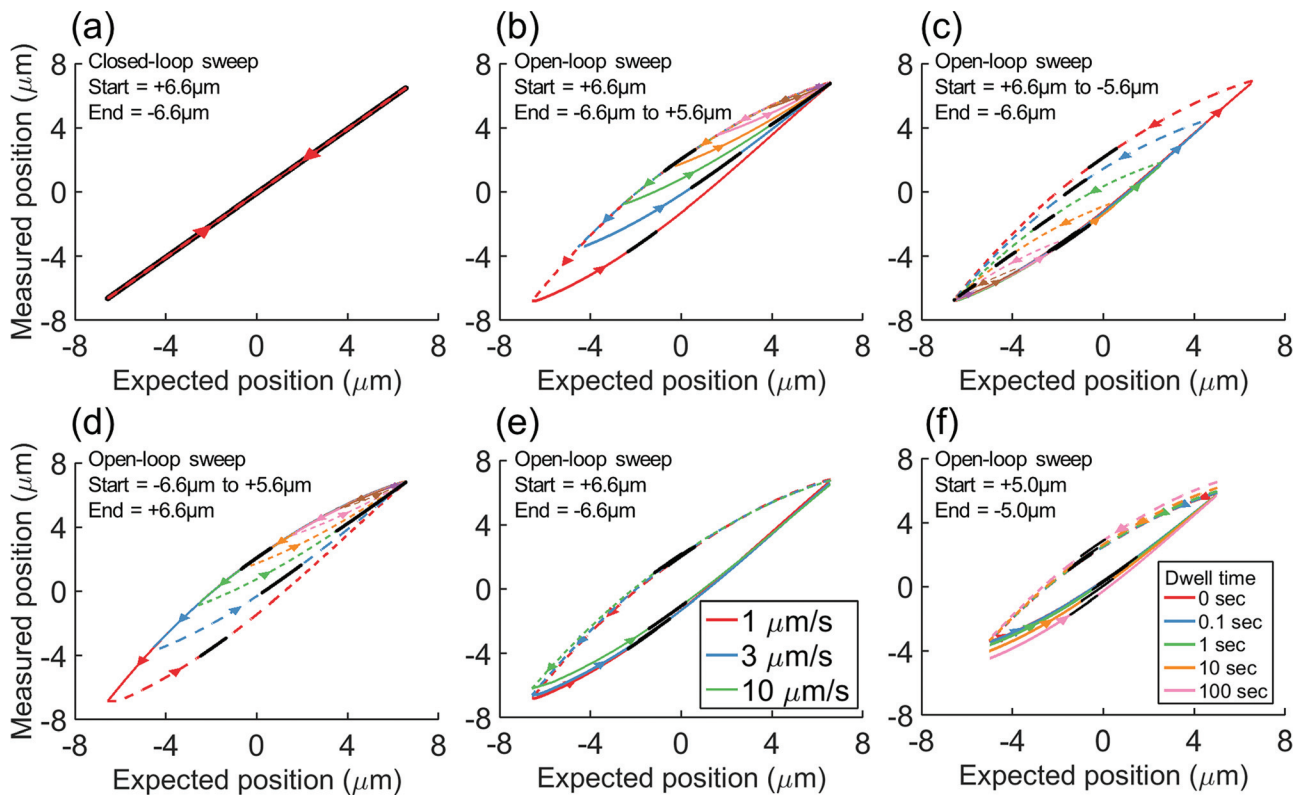 (a)
Closed-loop sweep
Start = +6.6μm
End = -6.6μm
8
4
0
-4
-8
-8 -4 0 4 8
Measured position (μm)
Expected position (μm)
(b)
Open-loop sweep
Start = +6.6μm
End = -6.6μm to +5.6μm
8
4
0
-4
-8
-8 -4 0 4 8
Expected position (μm)
(c)
Open-loop sweep
Start = +6.6μm to -5.6μm
End = -6.6μm
8
4
0
-4
-8
-8 -4 0 4 8
Expected position (μm)
(d)
Open-loop sweep
Start = -6.6μm to +5.6μm
End = +6.6μm
8
4
0
-4
-8
-8 -4 0 4 8
Measured position (μm)
Expected position (μm)
(e)
Open-loop sweep
Start = +6.6μm
End = -6.6μm
1 μm/s
3 μm/s
10 μm/s
8
4
0
-4
-8
-8 -4 0 4 8
Expected position (μm)
(f)
Open-loop sweep
Start = +5.0μm
End = -5.0μm
Dwell time
0 sec
0.1 sec
1 sec
10 sec
100 sec
8
4
0
-4
-8
-8 -4 0 4 8
Expected position (μm)